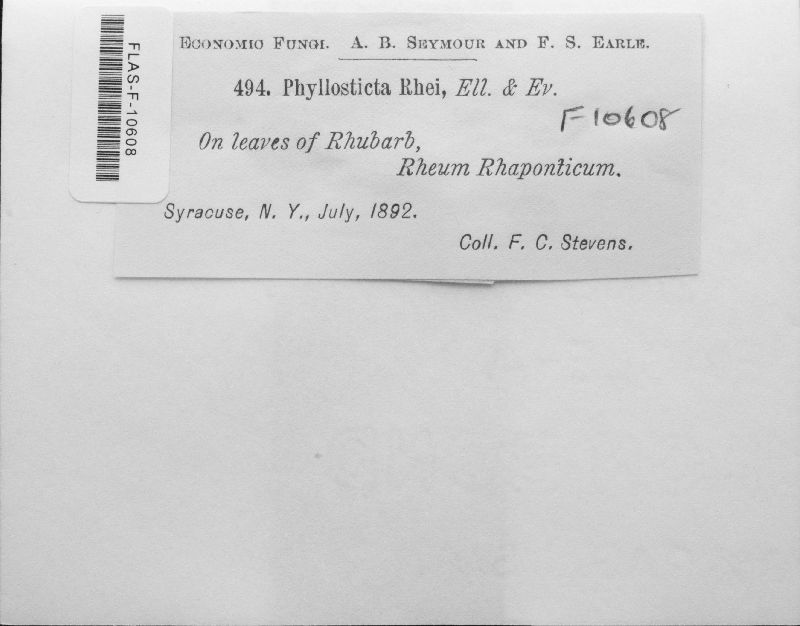 Economic Fungi. A. B. Seymour and F. S. Earle.
494. Phyllosticta Rhei, Ell. & Ev.
F-10608
On leaves of Rhubarb,
Rheum Rhaponticum.
Syracuse, N. Y., July, 1892.
Coll. F. C. Stevens.
FLAS-F-10608